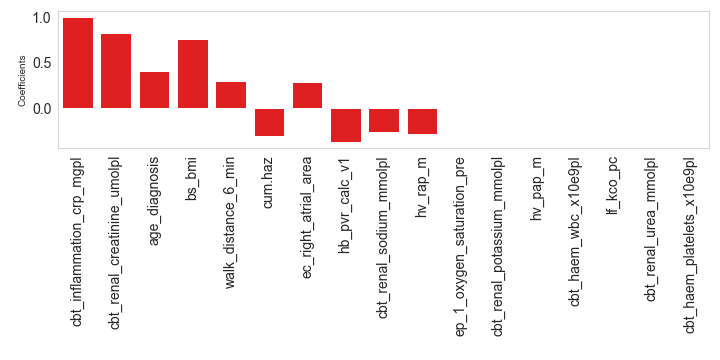 1.0
0.5
0.0
Coefficients
cbt_inflammation_crp_mgpl
cbt_renal_creatinine_umolpl
age_diagnosis
bs_bmi
walk_distance_6_min
cum.haz
ec_right_atrial_area
hb_pvr_calc_v1
cbt_renal_sodium_mmolpl
hv_rap_m
ep_1_oxygen_saturation_pre
cbt_renal_potassium_mmolpl
hv_pap_m
cbt_haem_wbc_x10e9pl
lf_kco_pc
cbt_renal_urea_mmolpl
cbt_haem_platelets_x10e9pl